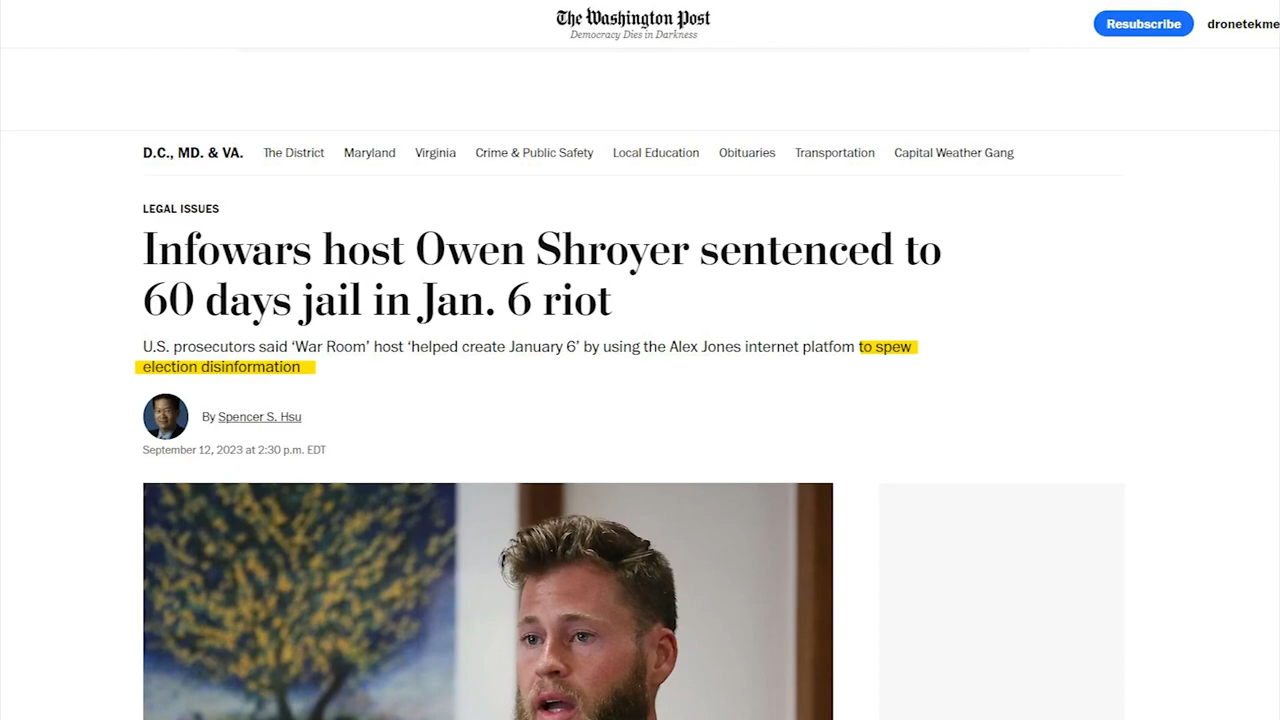 The Washington Post
Democracy Dies in Darkness
Resubscribe
dronetekme
D.C., MD. & VA. The District Maryland Virginia Crime & Public Safety Local Education Obituaries Transportation Capital Weather Gang
LEGAL ISSUES
Infowars host Owen Shroyer sentenced to
60 days jail in Jan. 6 riot
U.S. prosecutors said ‘War Room’ host ‘helped create January 6’ by using the Alex Jones internet platfom to spew
election disinformation
By Spencer S. Hsu
September 12, 2023 at 2:30 p.m. EDT